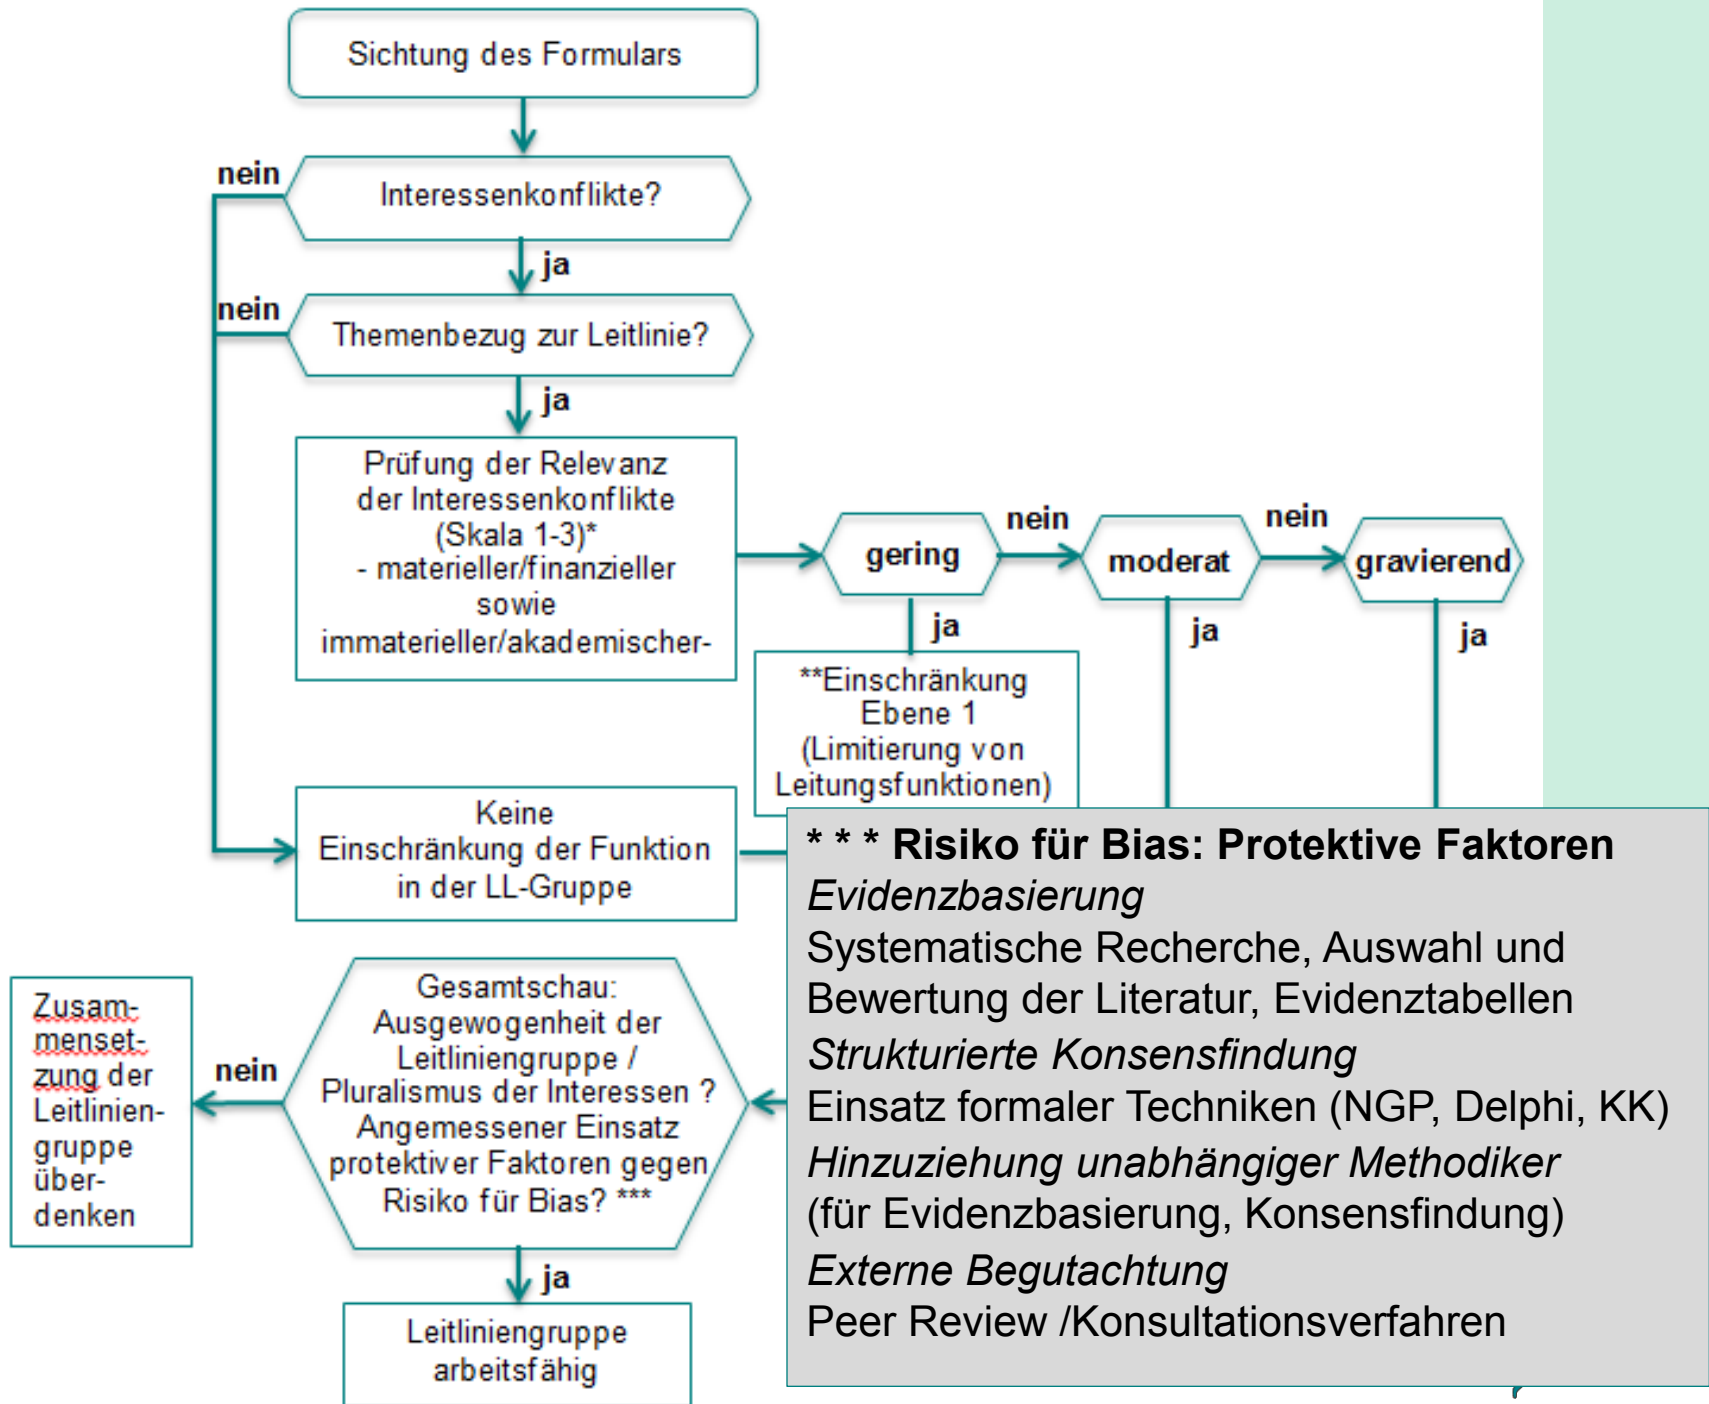 Sichtung des Formulars
nein
Interessenkonflikte?
ja
nein
Themenbezug zur Leitlinie?
ja
Prüfung der Relevanz
der Interessenkonflikte
(Skala 1-3)*
- materieller/finanzieller
sowie
immaterieller/akademischer-
gering
nein
moderat
nein
gravierend
ja
ja
ja
**Einschränkung
Ebene 1
(Limitierung von
Leitungsfunktionen)
Keine
Einschränkung der Funktion
in der LL-Gruppe
* * * Risiko für Bias: Protektive Faktoren
Evidenzbasierung
Systematische Recherche, Auswahl und
Bewertung der Literatur, Evidenztabellen
Strukturierte Konsensfindung
Einsatz formaler Techniken (NGP, Delphi, KK)
Hinzuziehung unabhängiger Methodiker
(für Evidenzbasierung, Konsensfindung)
Externe Begutachtung
Peer Review /Konsultationsverfahren
Gesamtschau:
Ausgewogenheit der
Leitliniengruppe /
Pluralismus der Interessen ?
Angemessener Einsatz
protektiver Faktoren gegen
Risiko für Bias? ***
nein
Zusam-
menset-
zung der
Leitlinien-
gruppe
über-
denken
ja
Leitliniengruppe
arbeitsfähig